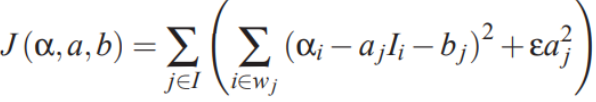 J(α,a,b) = ∑_{j∈I} ( ∑_{i∈w_j} (α_i − a_j I_i − b_j)² + εa_j² )